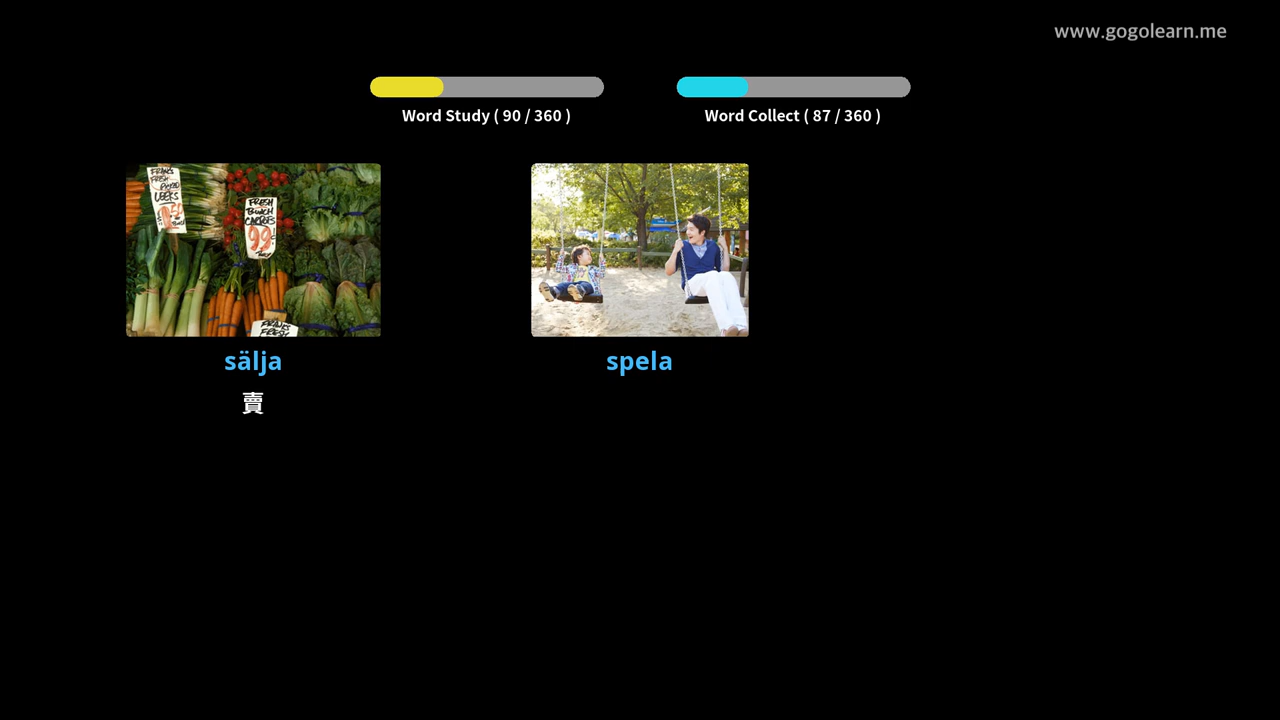 www.gogolearn.me
Word Study ( 90 / 360 )
Word Collect ( 87 / 360 )
FRESH
LEEKS
FRESH
BUNCH
CARROTS
99¢
sälja
spela
賣